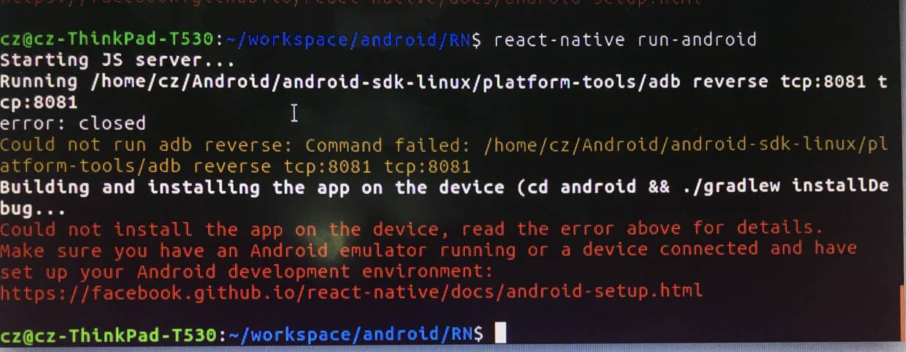 https://facebook.github.io/react-native/docs/android-setup.html
cz@cz-ThinkPad-T530:~/workspace/android/RN$ react-native run-android
Starting JS server...
Running /home/cz/Android/android-sdk-linux/platform-tools/adb reverse tcp:8081 t
cp:8081
error: closed
Could not run adb reverse: Command failed: /home/cz/Android/android-sdk-linux/pl
atform-tools/adb reverse tcp:8081 tcp:8081
Building and installing the app on the device (cd android && ./gradlew installDe
bug...
Could not install the app on the device, read the error above for details.
Make sure you have an Android emulator running or a device connected and have
set up your Android development environment:
https://facebook.github.io/react-native/docs/android-setup.html
cz@cz-ThinkPad-T530:~/workspace/android/RN$